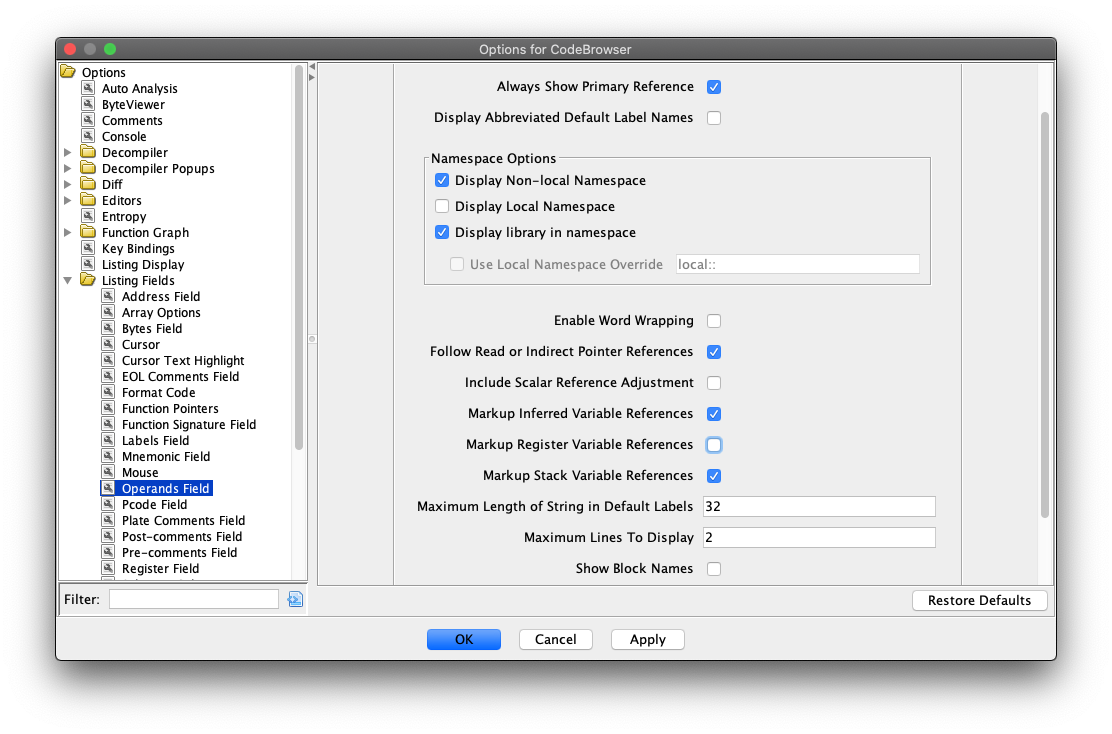 Options for CodeBrowser
Options
Auto Analysis
ByteViewer
Comments
Console
Decompiler
Decompiler Popups
Diff
Editors
Entropy
Function Graph
Key Bindings
Listing Display
Listing Fields
Address Field
Array Options
Bytes Field
Cursor
Cursor Text Highlight
EOL Comments Field
Format Code
Function Pointers
Function Signature Field
Labels Field
Mnemonic Field
Mouse
Operands Field
Pcode Field
Plate Comments Field
Post-comments Field
Pre-comments Field
Register Field
Filter:
Always Show Primary Reference
Display Abbreviated Default Label Names
Namespace Options
Display Non-local Namespace
Display Local Namespace
Display library in namespace
Use Local Namespace Override local::
Enable Word Wrapping
Follow Read or Indirect Pointer References
Include Scalar Reference Adjustment
Markup Inferred Variable References
Markup Register Variable References
Markup Stack Variable References
Maximum Length of String in Default Labels 32
Maximum Lines To Display 2
Show Block Names
Restore Defaults
OK Cancel Apply